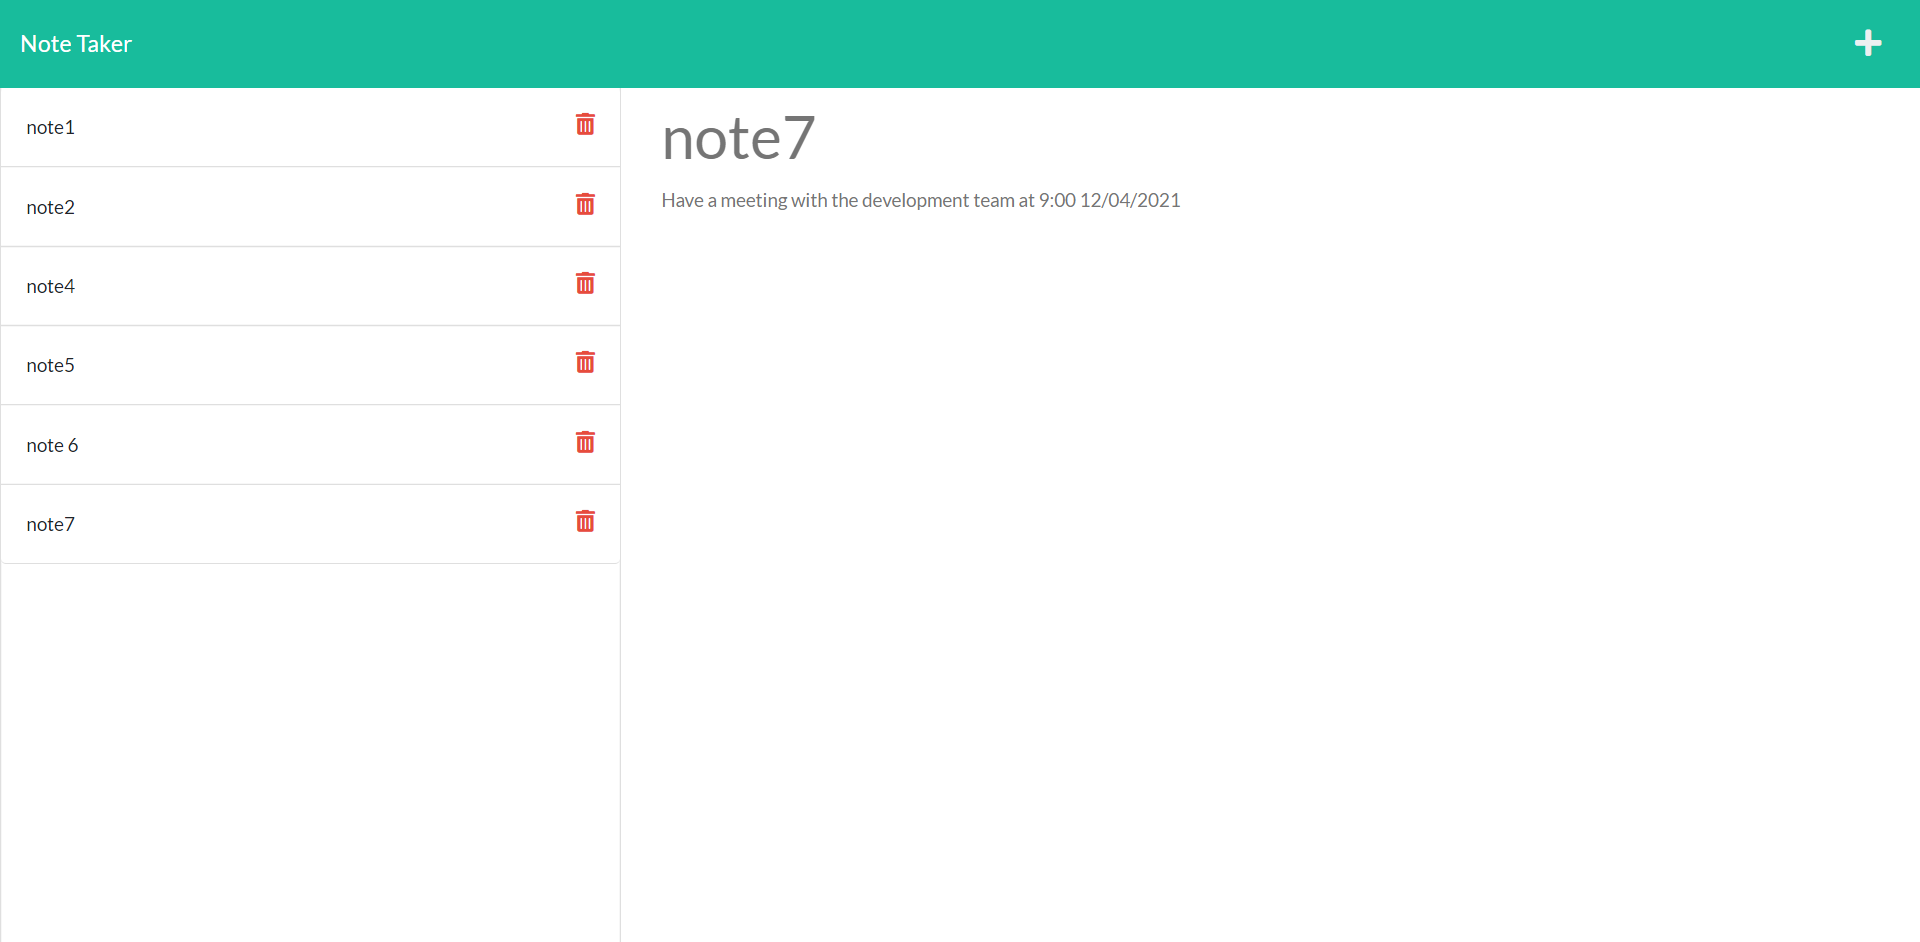 Note Taker
note1
note2
note4
note5
note 6
note7
note7
Have a meeting with the development team at 9:00 12/04/2021